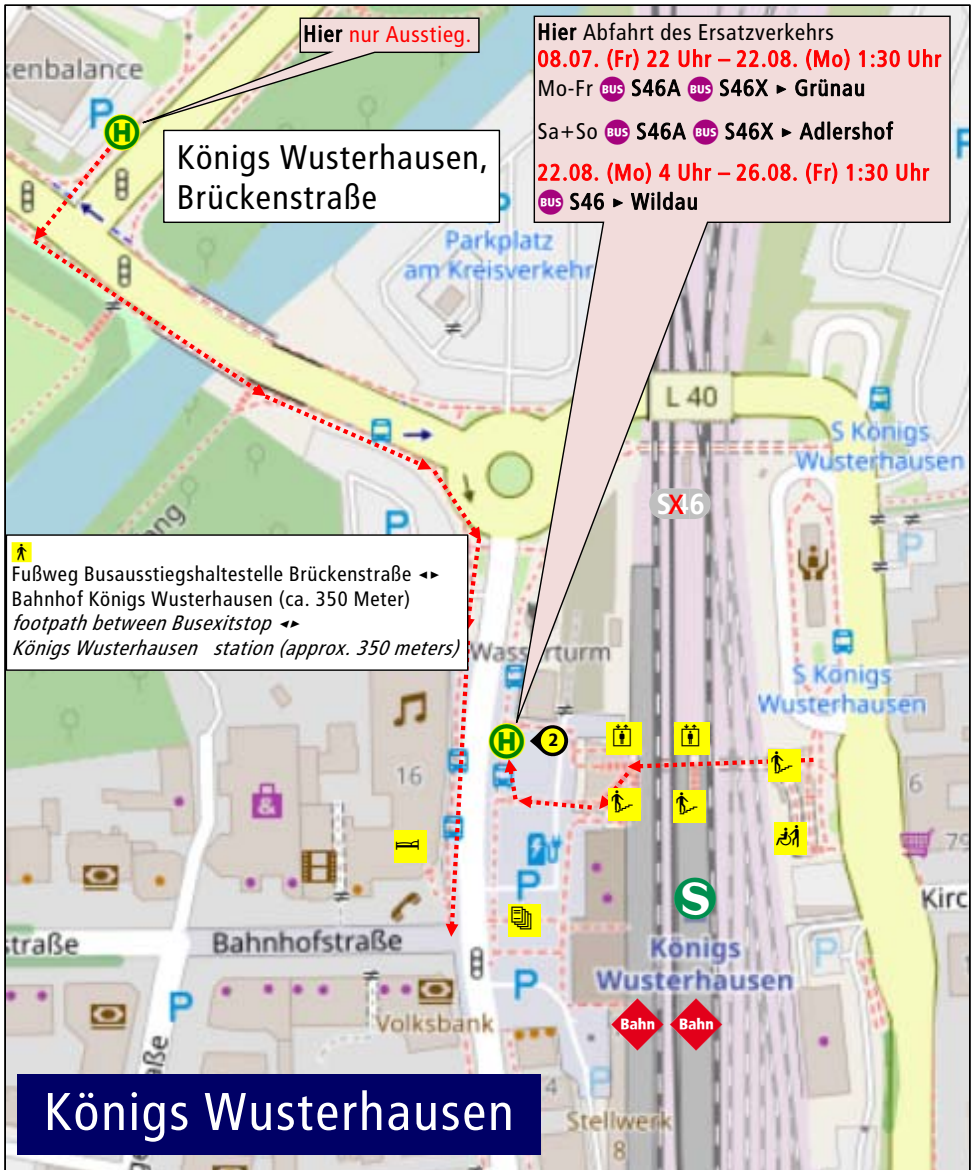 Hier nur Ausstieg.
Hier Abfahrt des Ersatzverkehrs
08.07. (Fr) 22 Uhr – 22.08. (Mo) 1:30 Uhr
Mo-Fr BUS S46A BUS S46X ▸ Grünau
Sa+So BUS S46A BUS S46X ▸ Adlershof
22.08. (Mo) 4 Uhr – 26.08. (Fr) 1:30 Uhr
BUS S46 ▸ Wildau
kenbalance
P
H
Königs Wusterhausen,
Brückenstraße
Parkplatz
am Kreisverkehr
L 40
S Königs
Wusterhausen
P
P
Fußweg Busausstiegshaltestelle Brückenstraße ◂▸
Bahnhof Königs Wusterhausen (ca. 350 Meter)
footpath between Busexitstop ◂▸
Königs Wusterhausen station (approx. 350 meters)
Wasserturm
S Königs
Wusterhausen
H
2
16
6
79
P
S
Kirc
straße
Bahnhofstraße
Königs
Wusterhausen
P
P
P
Volksbank
Bahn
Bahn
aße
P
4
Stellwerk
8
Königs Wusterhausen